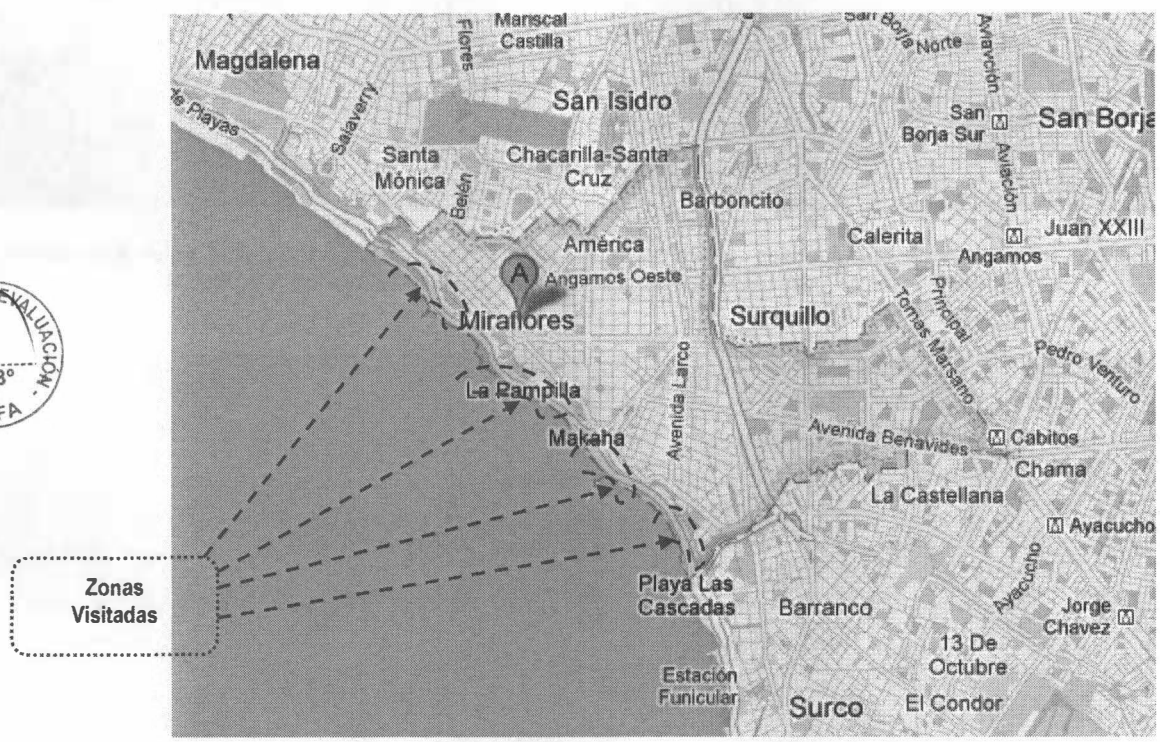 Mariscal
Castilla
Flores
San Borja Norte
Aviación
Magdalena
de Playas
Salaverry
San Isidro
San
Borja Sur
San Borja
Aviación
Santa
Mónica
Belén
Chacarilla-Santa
Cruz
Barboncito
Calerita
Juan XXIII
Angamos
América
A
Angamos Oeste
Miraflores
Surquillo
Principal
Tomas Marsano
Pedro Venturo
EVALUACIÓN
La Pampilla
Avenida Larco
Makaha
Avenida Benavides
Cabitos
Chama
La Castellana
Ayacucho
Zonas
Visitadas
Playa Las
Cascadas
Barranco
Ayacucho
Jorge
Chavez
13 De
Octubre
Estación
Funicular
Surco
El Condor